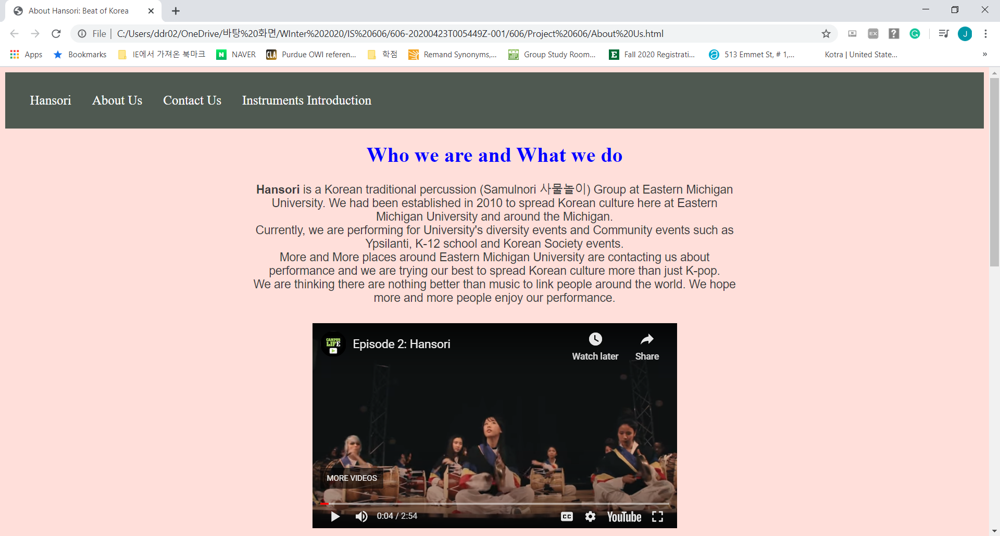 About Hansori: Beat of Korea
File | C:/Users/ddr02/OneDrive/바탕%20화면/WInter%202020/IS%20606/606-20200423T005449Z-001/606/Project%20606/About%20Us.html
EX ? G J
Apps Bookmarks IE에서 가져온 북마크 N NAVER CLA Purdue OWl referen... 학점 Remand Synonyms,... Group Study Room... E Fall 2020 Registrati... 513 Emmet St, # 1,... Kotra | United State... »
Hansori About Us Contact Us Instruments Introduction
Who we are and What we do
Hansori is a Korean traditional percussion (Samulnori 사물놀이) Group at Eastern Michigan
University. We had been established in 2010 to spread Korean culture here at Eastern
Michigan University and around the Michigan.
Currently, we are performing for University's diversity events and Community events such as
Ypsilanti, K-12 school and Korean Society events.
More and More places around Eastern Michigan University are contacting us about
performance and we are trying our best to spread Korean culture more than just K-pop.
We are thinking there are nothing better than music to link people around the world. We hope
more and more people enjoy our performance.
CAMPUS
LIFE
Episode 2: Hansori
Watch later Share
MORE VIDEOS
0:04 / 2:54 CC YouTube